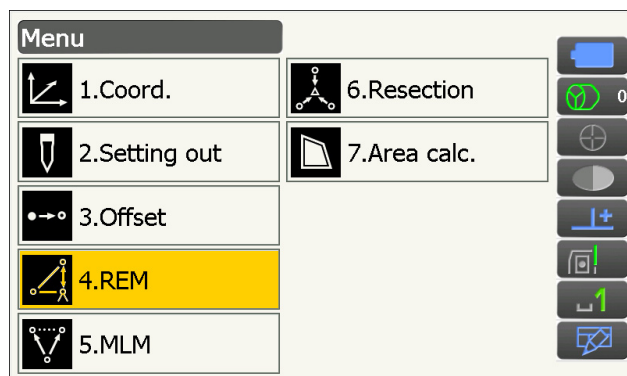 Menu
1.Coord.
2.Setting out
3.Offset
4.REM
5.MLM
6.Resection
7.Area calc.
0
1